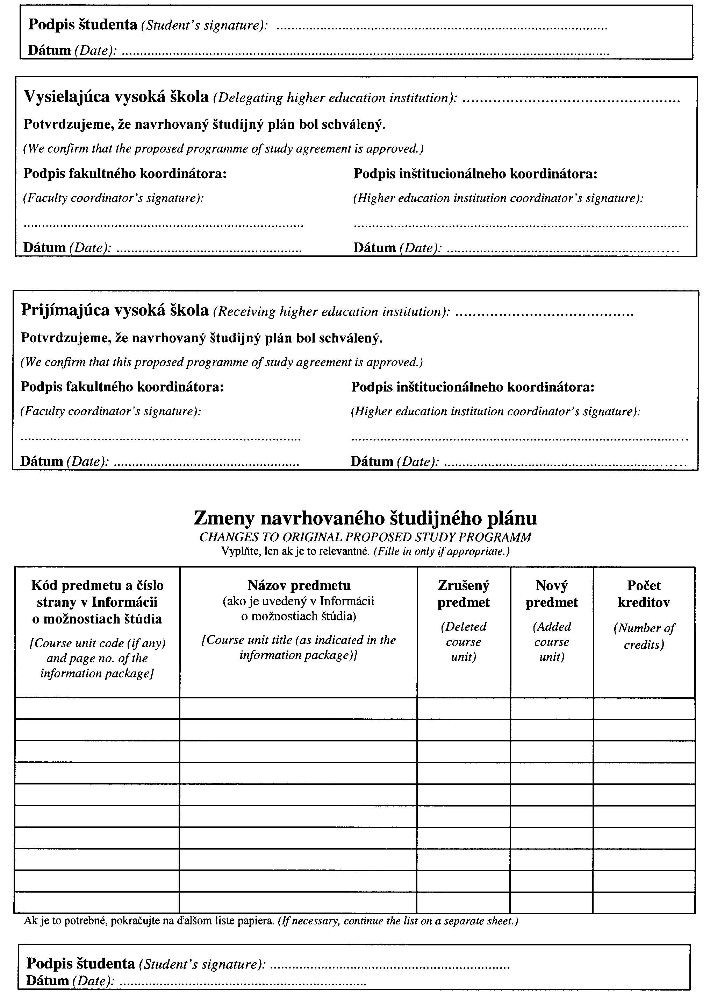 Podpis študenta (Student's signature): ................................................................
Dátum (Date): ................................................................
Vysielajúca vysoká škola (Delegating higher education institution): ................................................
Potvrdzujeme, že navrhovaný študijný plán bol schválený.
(We confirm that the proposed programme of study agreement is approved.)
Podpis fakultného koordinátora: Podpis inštitucionálneho koordinátora:
(Faculty coordinator's signature): (Higher education institution coordinator's signature):
................................................ ................................................
Dátum (Date): ................................................ Dátum (Date): ................................................
Prijímajúca vysoká škola (Receiving higher education institution): ................................................
Potvrdzujeme, že navrhovaný študijný plán bol schválený.
(We confirm that this proposed programme of study agreement is approved.)
Podpis fakultného koordinátora: Podpis inštitucionálneho koordinátora:
(Faculty coordinator's signature): (Higher education institution coordinator's signature):
................................................ ................................................
Dátum (Date): ................................................ Dátum (Date): ................................................
Zmeny navrhovaného študijného plánu
CHANGES TO ORIGINAL PROPOSED STUDY PROGRAMM
Vyplňte, len ak je to relevantné. (Fille in only if appropriate.)
Kód predmetu a číslo
strany v Informácii
o možnostiach štúdia
[Course unit code (if any)
and page no. of the
information package]
Názov predmetu
(ako je uvedený v Informácii
o možnostiach štúdia)
[Course unit title (as indicated in the
information package)]
Zrušený
predmet
(Deleted
course
unit)
Nový
predmet
(Added
course
unit)
Počet
kreditov
(Number of
credits)
Ak je to potrebné, pokračujte na ďalšom liste papiera. (If necessary, continue the list on a separate sheet.)
Podpis študenta (Student's signature): ................................................
Dátum (Date): ................................................